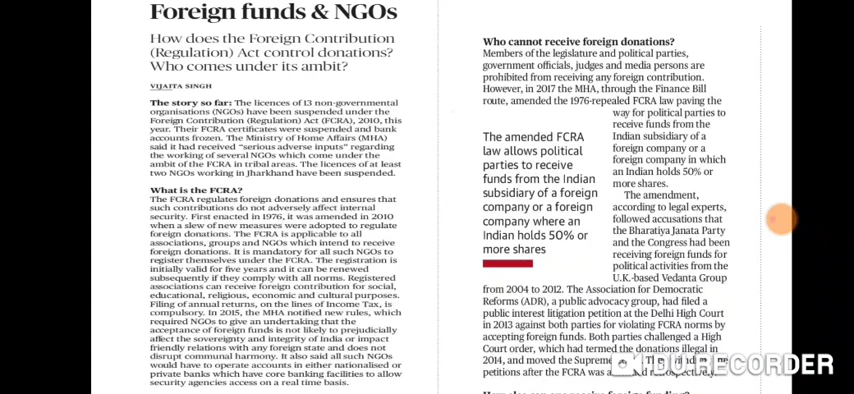 Foreign funds & NGOs
How does the Foreign Contribution
(Regulation) Act control donations?
Who comes under its ambit?
VIJAITA SINGH
The story so far: The licences of 13 non-governmental
organisations (NGOs) have been suspended under the
Foreign Contribution (Regulation) Act (FCRA), 2010, this
year. Their FCRA certificates were suspended and bank
accounts frozen. The Ministry of Home Affairs (MHA)
said it had received “serious adverse inputs” regarding
the working of several NGOs which come under the
ambit of the FCRA in tribal areas. The licences of at least
two NGOs working in Jharkhand have been suspended.
What is the FCRA?
The FCRA regulates foreign donations and ensures that
such contributions do not adversely affect internal
security. First enacted in 1976, it was amended in 2010
when a slew of new measures were adopted to regulate
foreign donations. The FCRA is applicable to all
associations, groups and NGOs which intend to receive
foreign donations. It is mandatory for all such NGOs to
register themselves under the FCRA. The registration is
initially valid for five years and it can be renewed
subsequently if they comply with all norms. Registered
associations can receive foreign contribution for social,
educational, religious, economic and cultural purposes.
Filing of annual returns, on the lines of Income Tax, is
compulsory. In 2015, the MHA notified new rules, which
required NGOs to give an undertaking that the
acceptance of foreign funds is not likely to prejudicially
affect the sovereignty and integrity of India or impact
friendly relations with any foreign state and does not
disrupt communal harmony. It also said all such NGOs
would have to operate accounts in either nationalised or
private banks which have core banking facilities to allow
security agencies access on a real time basis.
Who cannot receive foreign donations?
Members of the legislature and political parties,
government officials, judges and media persons are
prohibited from receiving any foreign contribution.
However, in 2017 the MHA, through the Finance Bill
route, amended the 1976-repealed FCRA law paving the
way for political parties to
receive funds from the
Indian subsidiary of a
foreign company or a
foreign company in which
an Indian holds 50% or
more shares.
The amendment,
according to legal experts,
followed accusations that
the Bharatiya Janata Party
and the Congress had been
receiving foreign funds for
political activities from the
U.K.-based Vedanta Group
from 2004 to 2012. The Association for Democratic
Reforms (ADR), a public advocacy group, had filed a
public interest litigation petition at the Delhi High Court
in 2013 against both parties for violating FCRA norms by
accepting foreign funds. Both parties challenged a High
Court order, which had termed the donations illegal in
2014, and moved the Supreme
petitions after the FCRA was retrospectively.
The amended FCRA
law allows political
parties to receive
funds from the Indian
subsidiary of a foreign
company or a foreign
company where an
Indian holds 50% or
more shares
DU RECORDER